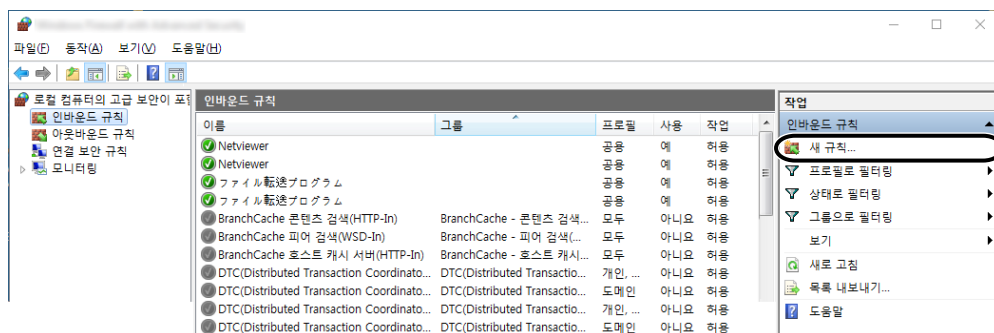 파일(F) 동작(A) 보기(V) 도움말(H)
로컬 컴퓨터의 고급 보안이 포
인바운드 규칙
아웃바운드 규칙
연결 보안 규칙
모니터링
인바운드 규칙
이름 그룹 프로필 사용 작업
Netviewer 공용 예 허용
Netviewer 공용 예 허용
ファイル転送プログラム 공용 예 허용
ファイル転送プログラム 공용 예 허용
BranchCache 콘텐츠 검색(HTTP-In) BranchCache - 콘텐츠 검색... 모두 아니요 허용
BranchCache 피어 검색(WSD-In) BranchCache - 피어 검색(... 모두 아니요 허용
BranchCache 호스트 캐시 서버(HTTP-In) BranchCache - 호스트 캐시... 모두 아니요 허용
DTC(Distributed Transaction Coordinato... DTC(Distributed Transactio... 개인, ... 아니요 허용
DTC(Distributed Transaction Coordinato... DTC(Distributed Transactio... 도메인 아니요 허용
DTC(Distributed Transaction Coordinato... DTC(Distributed Transactio... 개인, ... 아니요 허용
DTC(Distributed Transaction Coordinato... DTC(Distributed Transactio... 도메인 아니요 허용
작업
인바운드 규칙
새 규칙...
프로필로 필터링
상태로 필터링
그룹으로 필터링
보기
새로 고침
목록 내보내기...
도움말